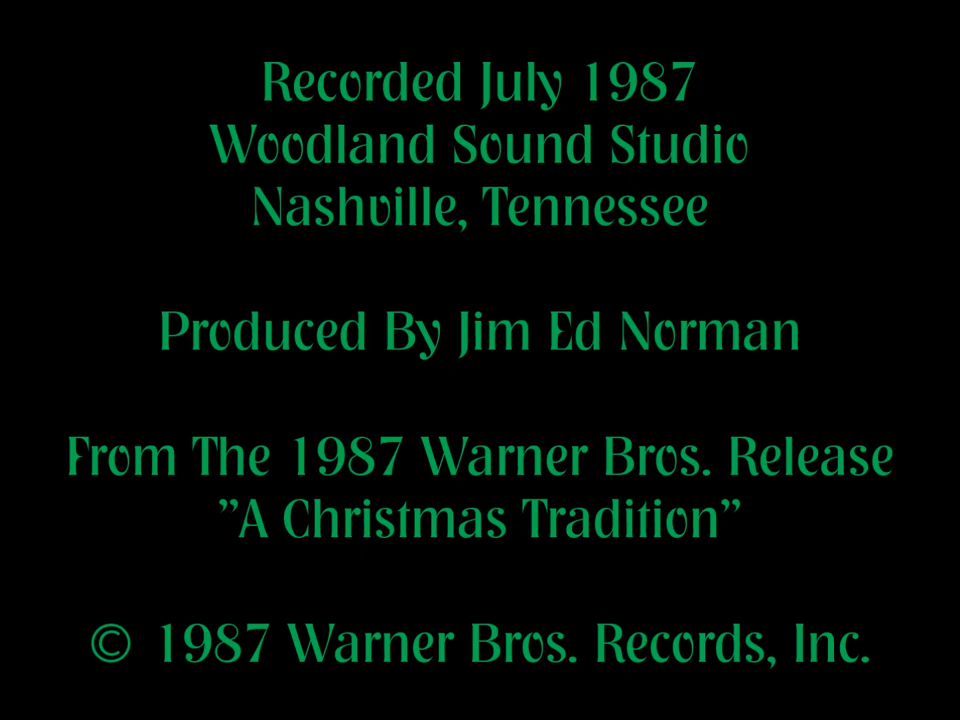 Recorded July 1987
Woodland Sound Studio
Nashville, Tennessee
Produced By Jim Ed Norman
From The 1987 Warner Bros. Release
”A Christmas Tradition”
© 1987 Warner Bros. Records, Inc.